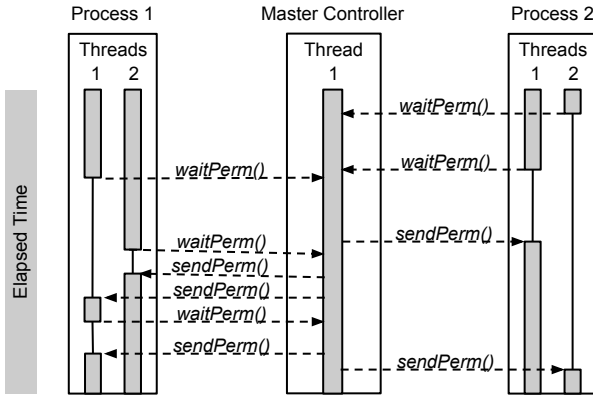 Process 1 Master Controller Process 2
Threads Thread Threads
1 2 1 1 2
waitPerm()
waitPerm()
waitPerm()
sendPerm()
waitPerm()
sendPerm()
sendPerm()
waitPerm()
sendPerm()
sendPerm()
Elapsed Time